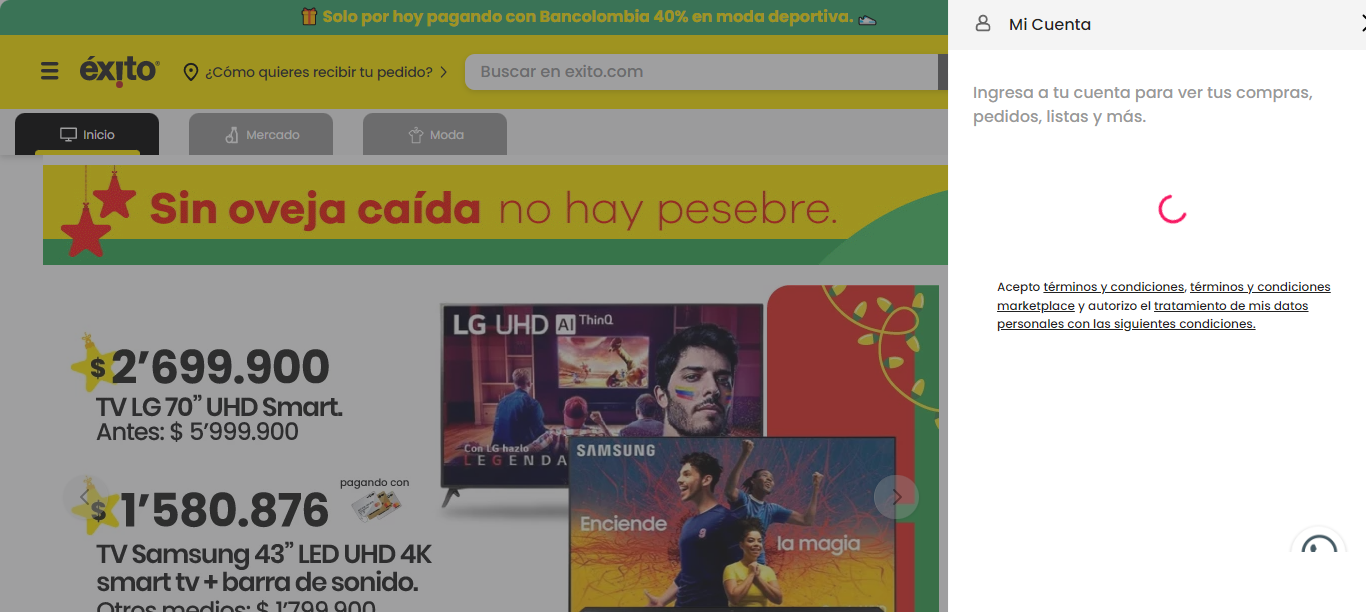 Solo por hoy pagando con Bancolombia 40% en moda deportiva.
Mi Cuenta
éxito
¿Cómo quieres recibir tu pedido?
Buscar en exito.com
Inicio
Mercado
Moda
Ingresa a tu cuenta para ver tus compras,
pedidos, listas y más.
Sin oveja caída no hay pesebre.
Acepto términos y condiciones, términos y condiciones
marketplace y autorizo el tratamiento de mis datos
personales con las siguientes condiciones.
$2’699.900
TV LG 70” UHD Smart.
Antes: $ 5’999.900
LG UHD AI ThinQ
Con LG hazlo
LEGENDA
pagando con
$1’580.876
TV Samsung 43” LED UHD 4K
smart tv + barra de sonido.
Otros medios: $ 1’799.900
SAMSUNG
Enciende
la magia